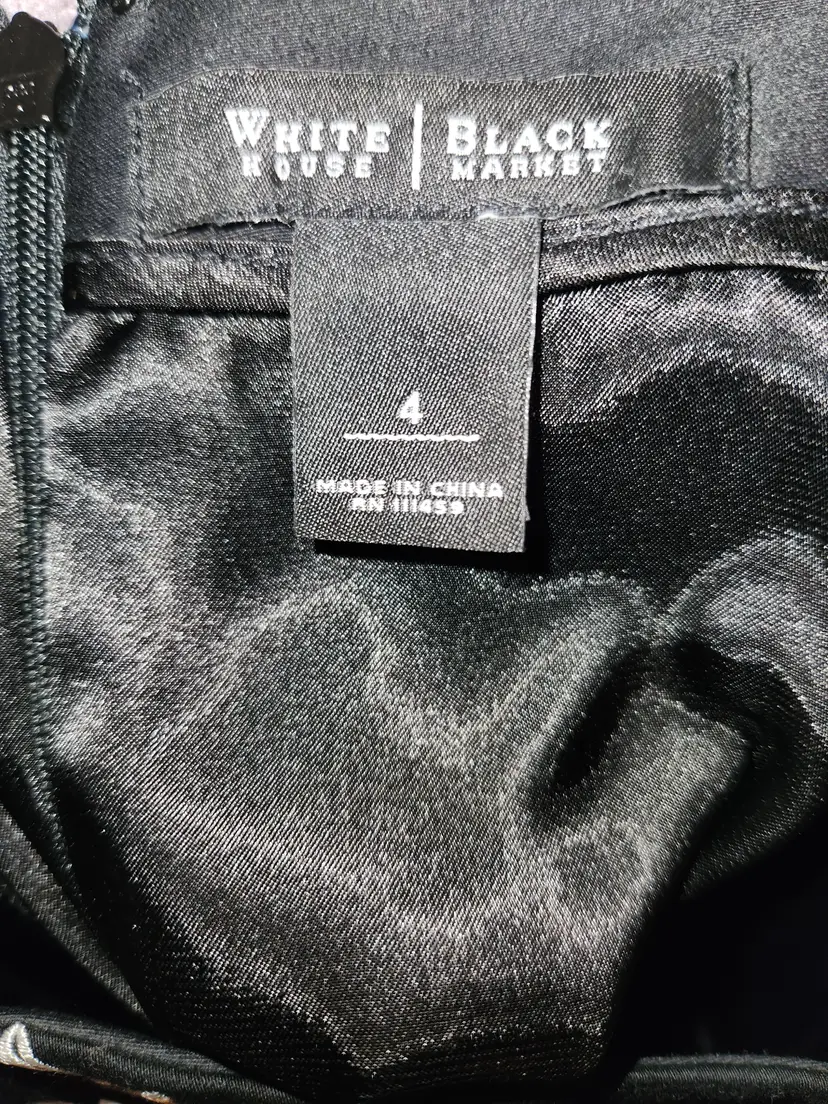 WHITE | BLACK
HOUSE | MARKET
4
MADE IN CHINA
RN 111459